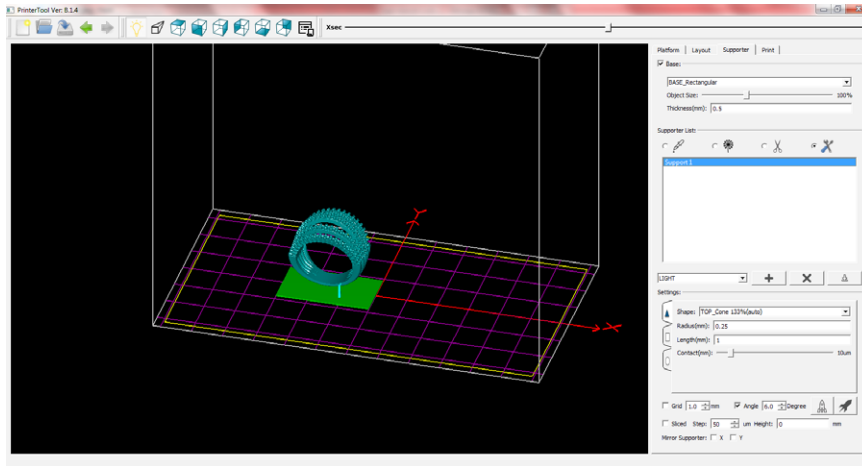 PrinterTool Ver: 8.1.4
Xsec
Platform Layout Supporter Print
Base:
BASE_Rectangular
Object Size: 100%
Thickness(mm): 0.5
Supporter List:
Support 1
LIGHT
Settings:
Shape: TOP_Cone 133%(auto)
Radius(mm): 0.25
Length(mm): 1
Contact(mm): 10um
Grid 1.0 mm Angle 6.0 Degree
Sliced Step: 50 um Height: 0 mm
Mirror Supporter: X Y
Y
X